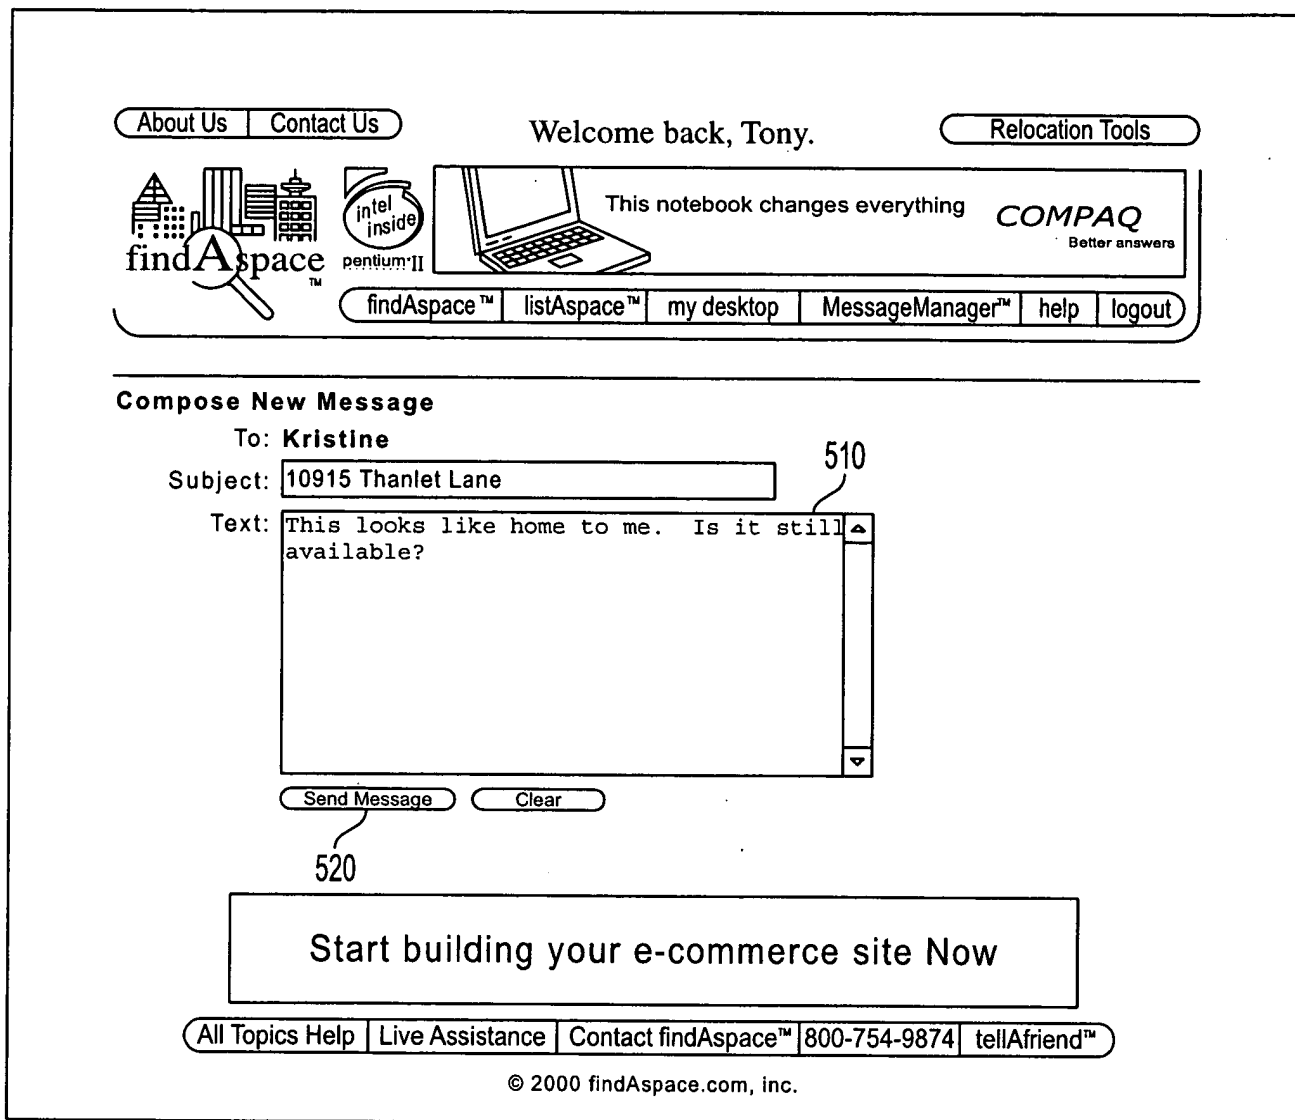 About Us | Contact Us
Welcome back, Tony.
Relocation Tools
findAspace™
intel inside
pentium®II
This notebook changes everything
COMPAQ
Better answers
findAspace™ | listAspace™ | my desktop | MessageManager™ | help | logout
Compose New Message
To: Kristine
Subject: 10915 Thanlet Lane
510
Text: This looks like home to me. Is it still
available?
Send Message
Clear
520
Start building your e-commerce site Now
All Topics Help | Live Assistance | Contact findAspace™ | 800-754-9874 | tellAfriend™
© 2000 findAspace.com, inc.